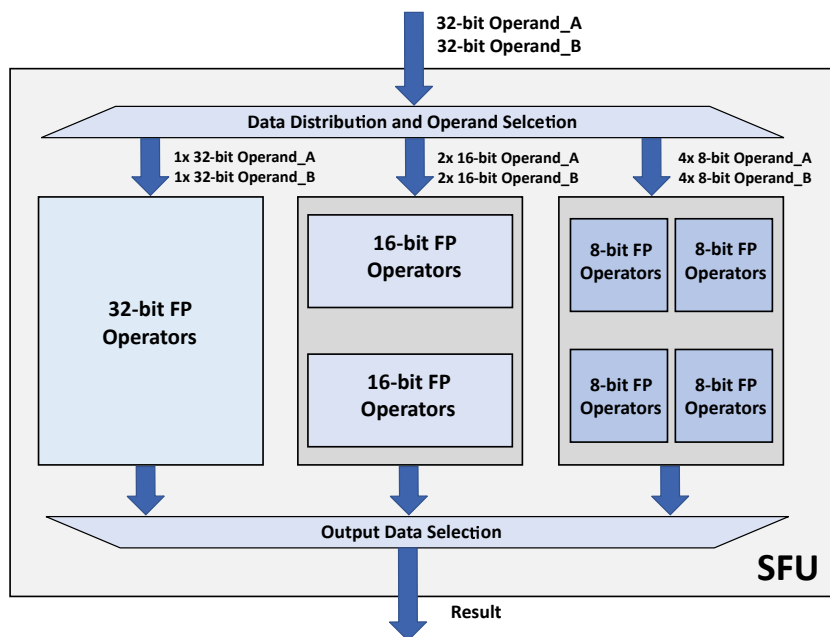 32-bit Operand_A
32-bit Operand_B
Data Distribution and Operand Selcetion
1x 32-bit Operand_A
1x 32-bit Operand_B
2x 16-bit Operand_A
2x 16-bit Operand_B
4x 8-bit Operand_A
4x 8-bit Operand_B
32-bit FP
Operators
16-bit FP
Operators
16-bit FP
Operators
8-bit FP
Operators
8-bit FP
Operators
8-bit FP
Operators
8-bit FP
Operators
Output Data Selection
SFU
Result